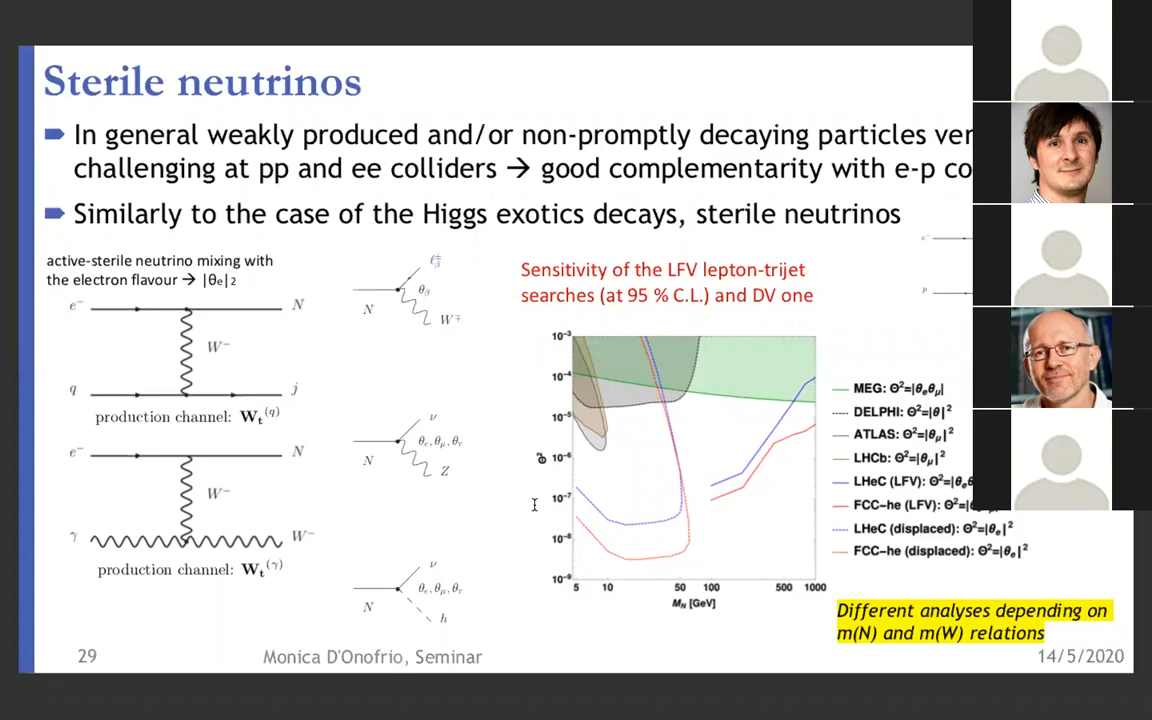 Sterile neutrinos
In general weakly produced and/or non-promptly decaying particles ver
challenging at pp and ee colliders → good complementarity with e-p co
Similarly to the case of the Higgs exotics decays, sterile neutrinos
active-sterile neutrino mixing with
the electron flavour → |θe|2
e⁻ N
W⁻
q j
production channel: Wt(q)
e⁻ N
W⁻
γ W⁻
production channel: Wt(γ)
ℓβ±
θβ
N
W∓
ν
θe, θμ, θτ
N
Z
ν
θe, θμ, θτ
N
h
e⁻
p
Sensitivity of the LFV lepton-trijet
searches (at 95 % C.L.) and DV one
10⁻³
10⁻⁴
10⁻⁵
10⁻⁶
10⁻⁷
10⁻⁸
10⁻⁹
Θ²
5 10 50 100 500 1000
MN [GeV]
MEG: Θ²=|θeθμ|
DELPHI: Θ²=|θ|²
ATLAS: Θ²=|θμ|²
LHCb: Θ²=|θμ|²
LHeC (LFV): Θ²=|θe
FCC-he (LFV): Θ²=|
LHeC (displaced): Θ²=|θe|²
FCC-he (displaced): Θ²=|θe|²
Different analyses depending on
m(N) and m(W) relations
29 Monica D'Onofrio, Seminar 14/5/2020